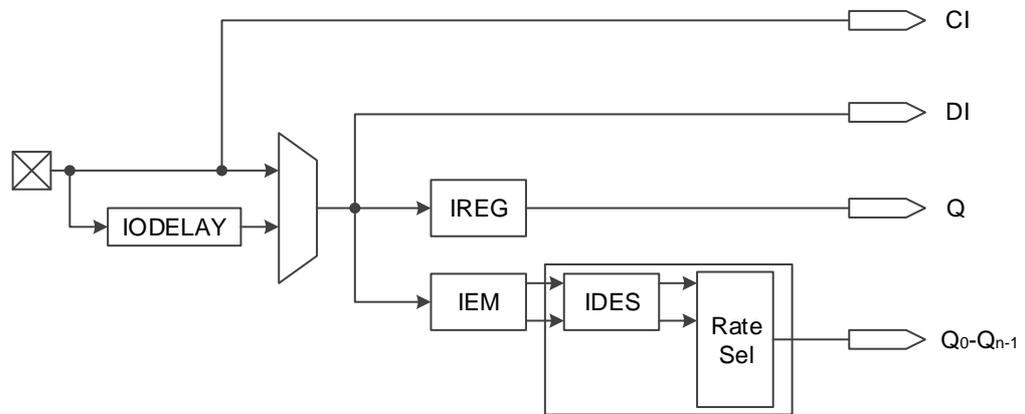 CI
DI
IODELAY
IREG
Q
IEM
IDES
Rate
Sel
Q0-Qn-1